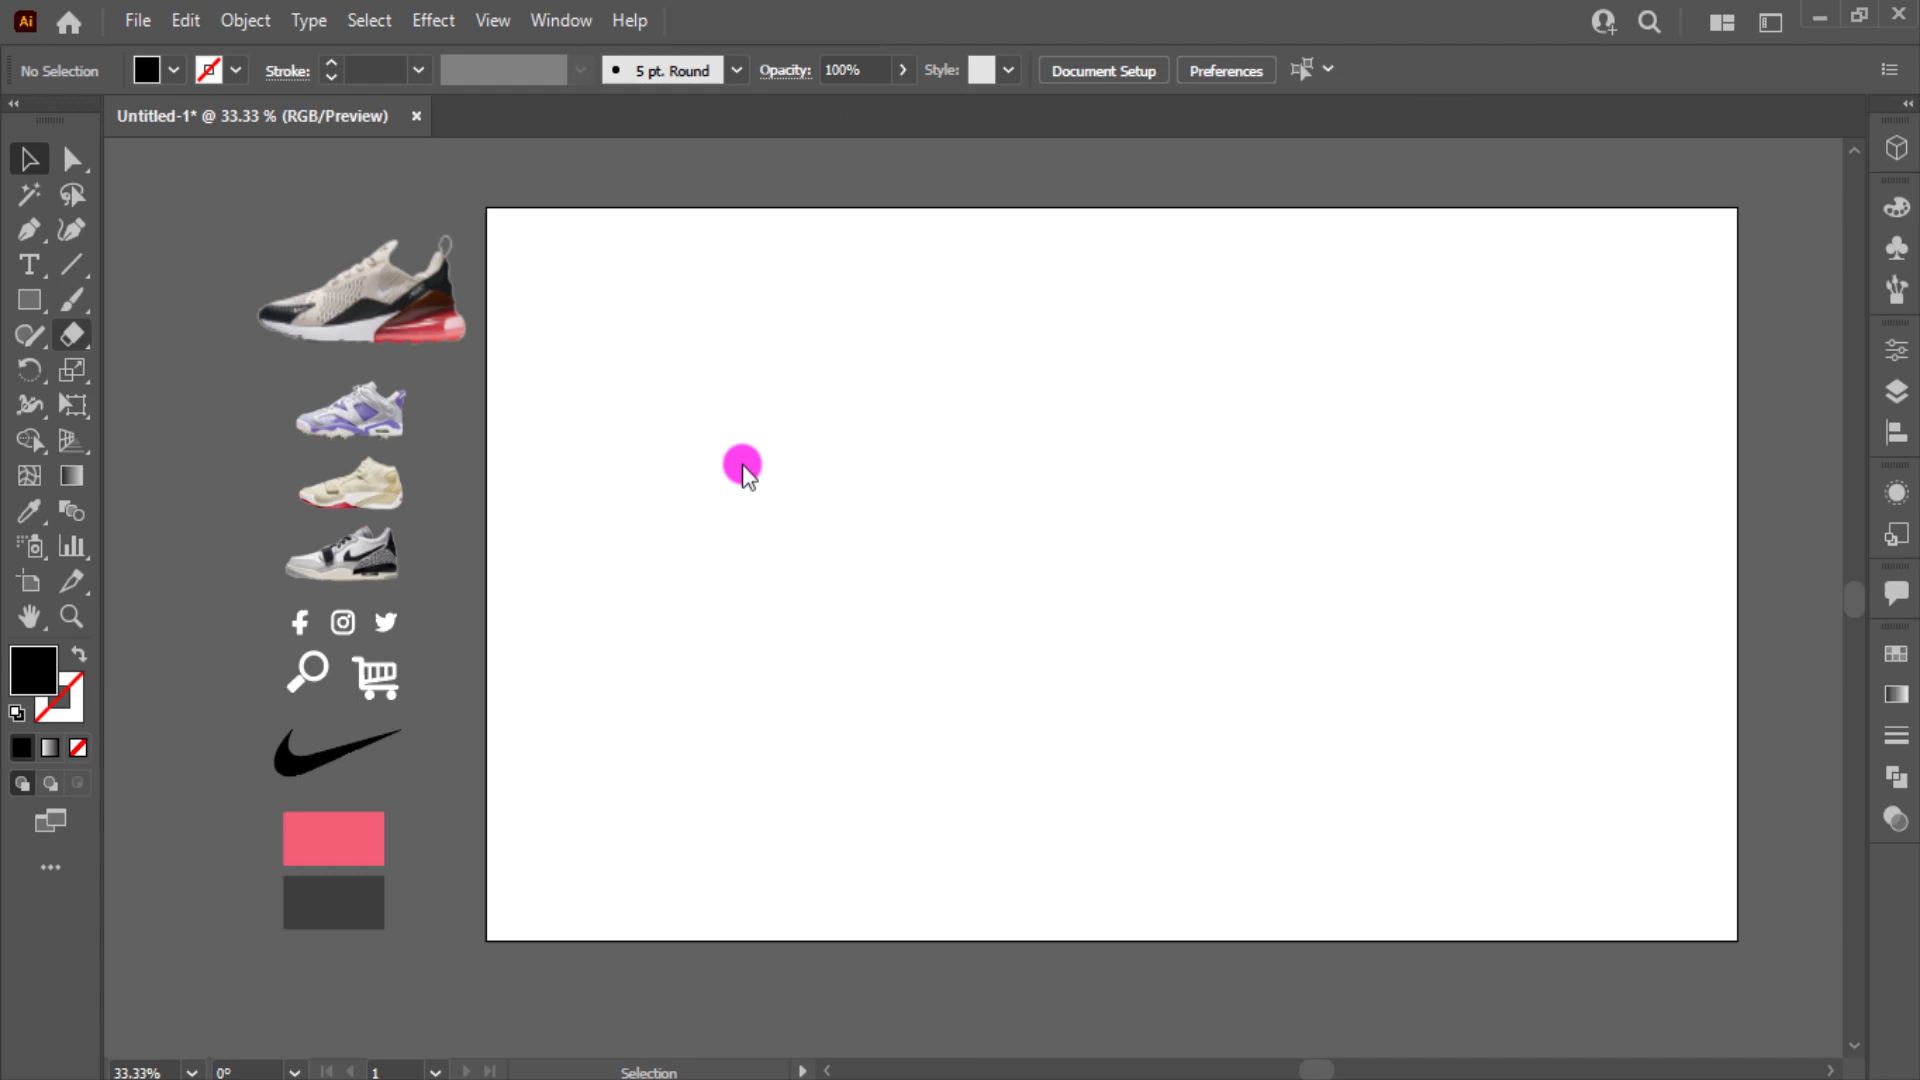 Ai File Edit Object Type Select Effect View Window Help
No Selection Stroke: 5 pt. Round Opacity: 100% Style: Document Setup Preferences
Untitled-1* @ 33.33 % (RGB/Preview) ×
33.33% 0° 1 Selection